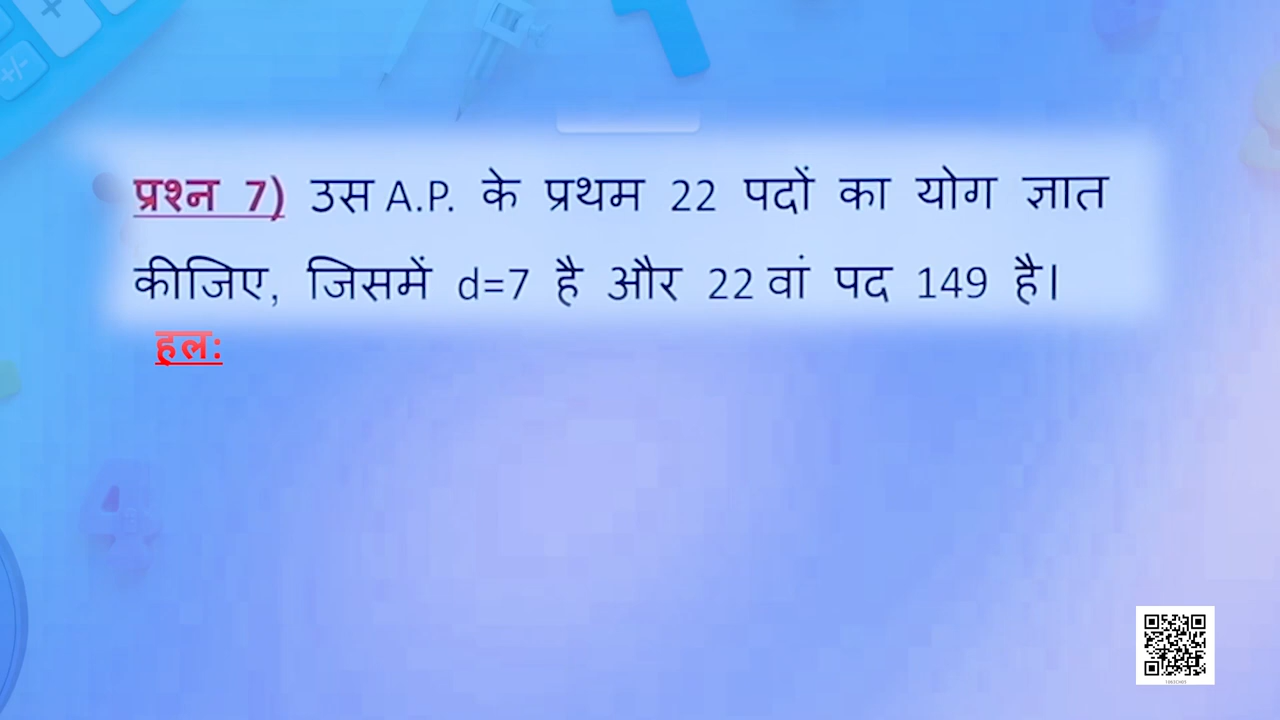 प्रश्न 7) उस A.P. के प्रथम 22 पदों का योग ज्ञात
कीजिए, जिसमें d=7 है और 22 वां पद 149 है।
हल: